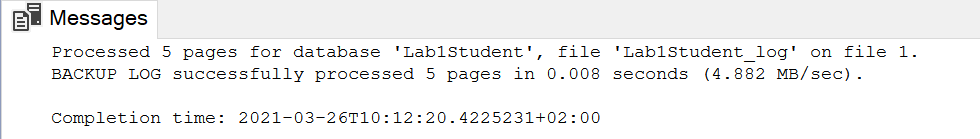 Messages
Processed 5 pages for database 'Lab1Student', file 'Lab1Student_log' on file 1.
BACKUP LOG successfully processed 5 pages in 0.008 seconds (4.882 MB/sec).
Completion time: 2021-03-26T10:12:20.4225231+02:00